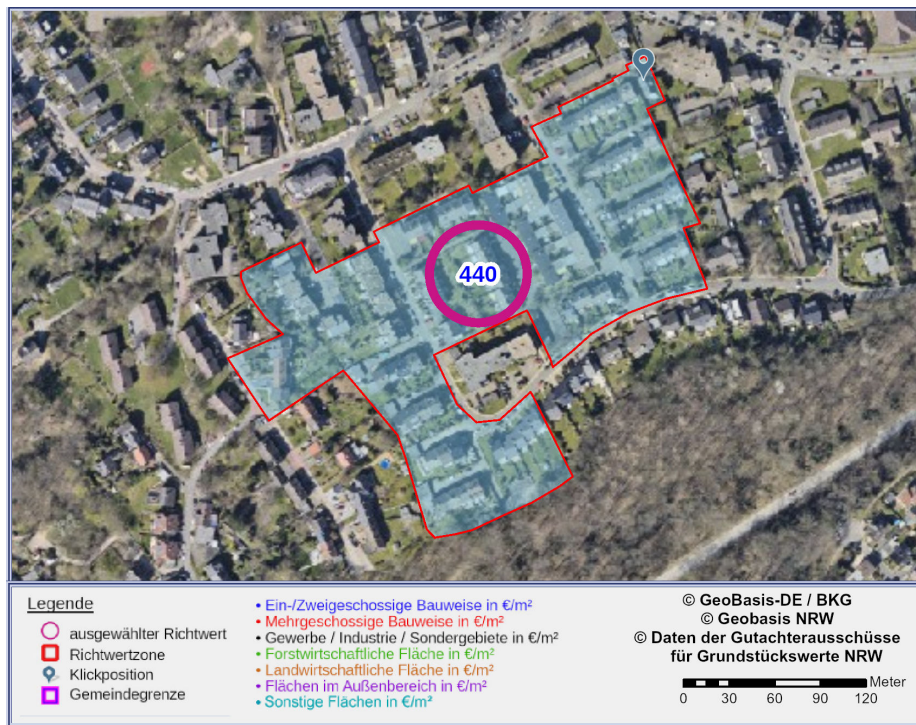 440
Legende
ausgewählter Richtwert
Richtwertzone
Klickposition
Gemeindegrenze
• Ein-/Zweigeschossige Bauweise in €/m²
• Mehrgeschossige Bauweise in €/m²
• Gewerbe / Industrie / Sondergebiete in €/m²
• Forstwirtschaftliche Fläche in €/m²
• Landwirtschaftliche Fläche in €/m²
• Flächen im Außenbereich in €/m²
• Sonstige Flächen in €/m²
© GeoBasis-DE / BKG
© Geobasis NRW
© Daten der Gutachterausschüsse
für Grundstückswerte NRW
Meter
0 30 60 90 120